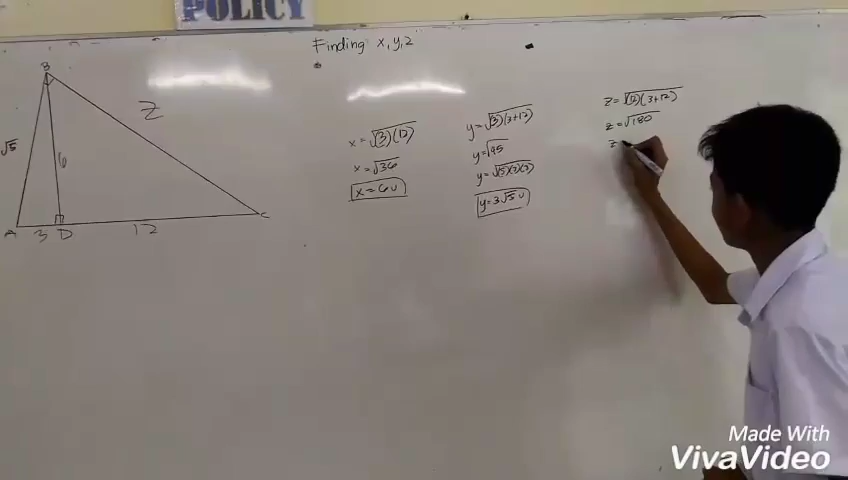 POLICY
Finding x,y,z
B
√5
6
Z
A
3
D
12
C
x = √(3)(12)
x = √36
x = 6u
y = √(3)(3+12)
y = √45
y = √(5)(3)(3)
y = 3√5 u
z = √(12)(3+12)
z = √180
z =
Made With
VivaVideo